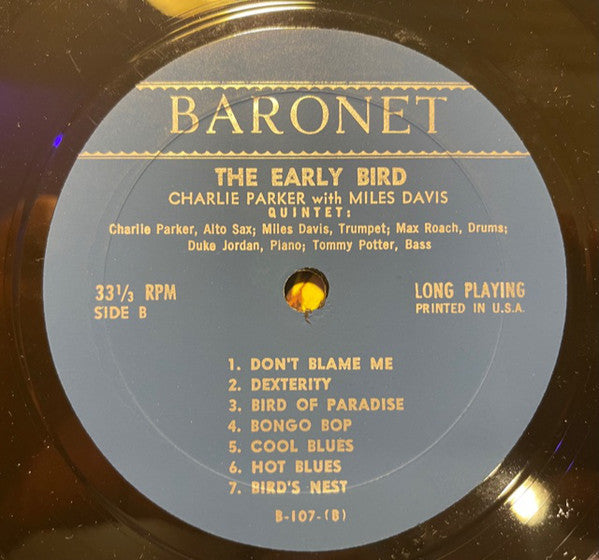 BARONET
THE EARLY BIRD
CHARLIE PARKER with MILES DAVIS
QUINTET:
Charlie Parker, Alto Sax; Miles Davis, Trumpet; Max Roach, Drums;
Duke Jordan, Piano; Tommy Potter, Bass
33⅓ RPM
SIDE B
LONG PLAYING
PRINTED IN U.S.A.
1. DON'T BLAME ME
2. DEXTERITY
3. BIRD OF PARADISE
4. BONGO BOP
5. COOL BLUES
6. HOT BLUES
7. BIRD'S NEST
B-107-(B)